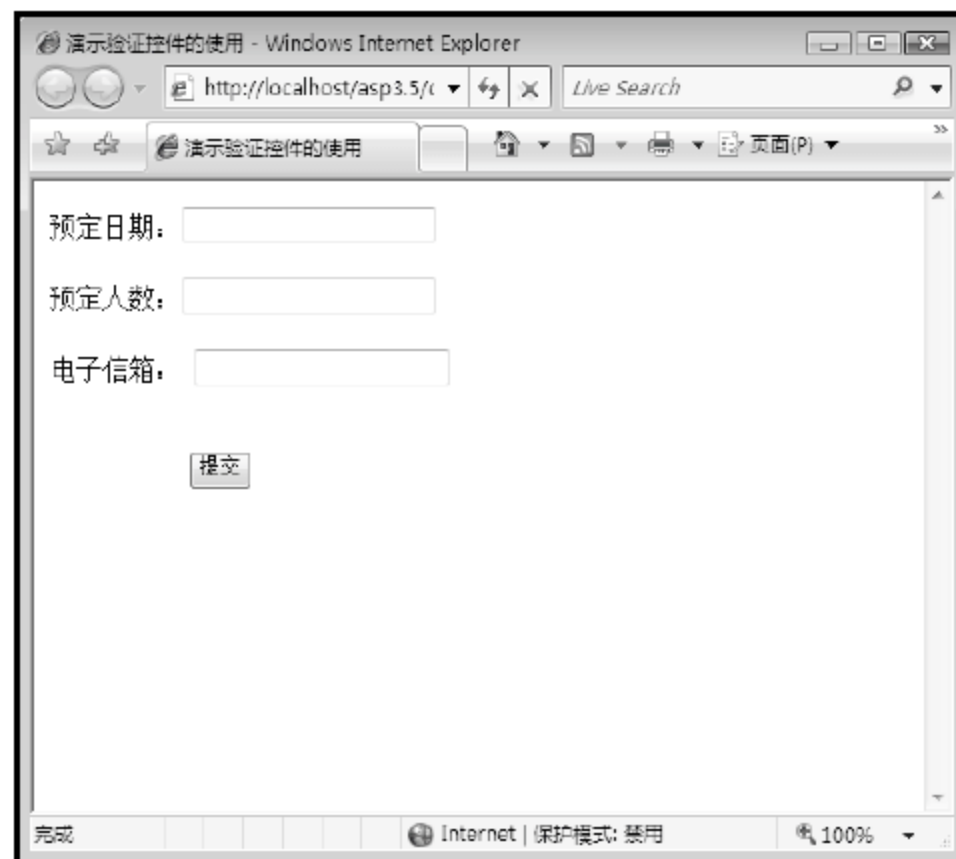 演示验证控件的使用 - Windows Internet Explorer
http://localhost/asp3.5/c
Live Search
演示验证控件的使用
页面(P)
预定日期：
预定人数：
电子信箱：
提交
完成
Internet | 保护模式: 禁用
100%